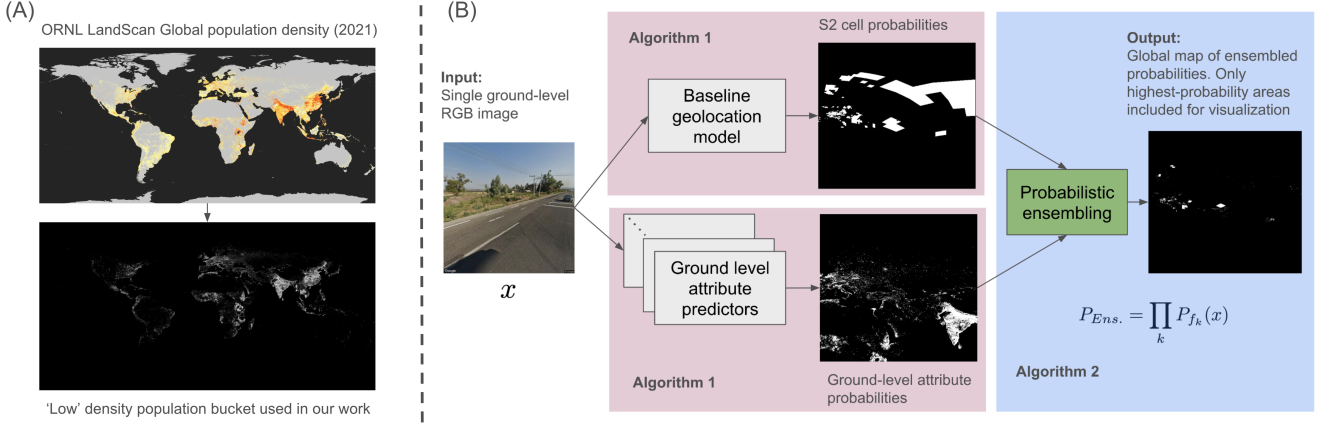 (A)
ORNL LandScan Global population density (2021)
'Low' density population bucket used in our work
(B)
Input:
Single ground-level
RGB image
Google
x
Algorithm 1
Baseline
geolocation
model
S2 cell probabilities
Ground level
attribute
predictors
Algorithm 1
Ground-level attribute
probabilities
Probabilistic
ensembling
Output:
Global map of ensembled
probabilities. Only
highest-probability areas
included for visualization
P_{Ens.} = ∏_k P_{f_k}(x)
Algorithm 2